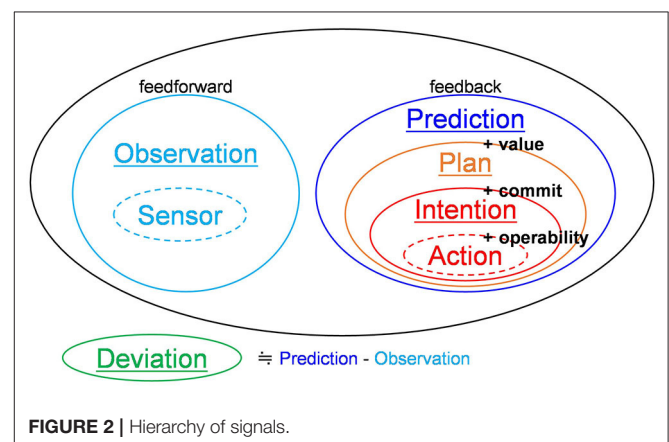 feedforward
feedback
Observation
Sensor
Prediction
+ value
Plan
+ commit
Intention
+ operability
Action
Deviation ≒ Prediction - Observation
FIGURE 2 | Hierarchy of signals.